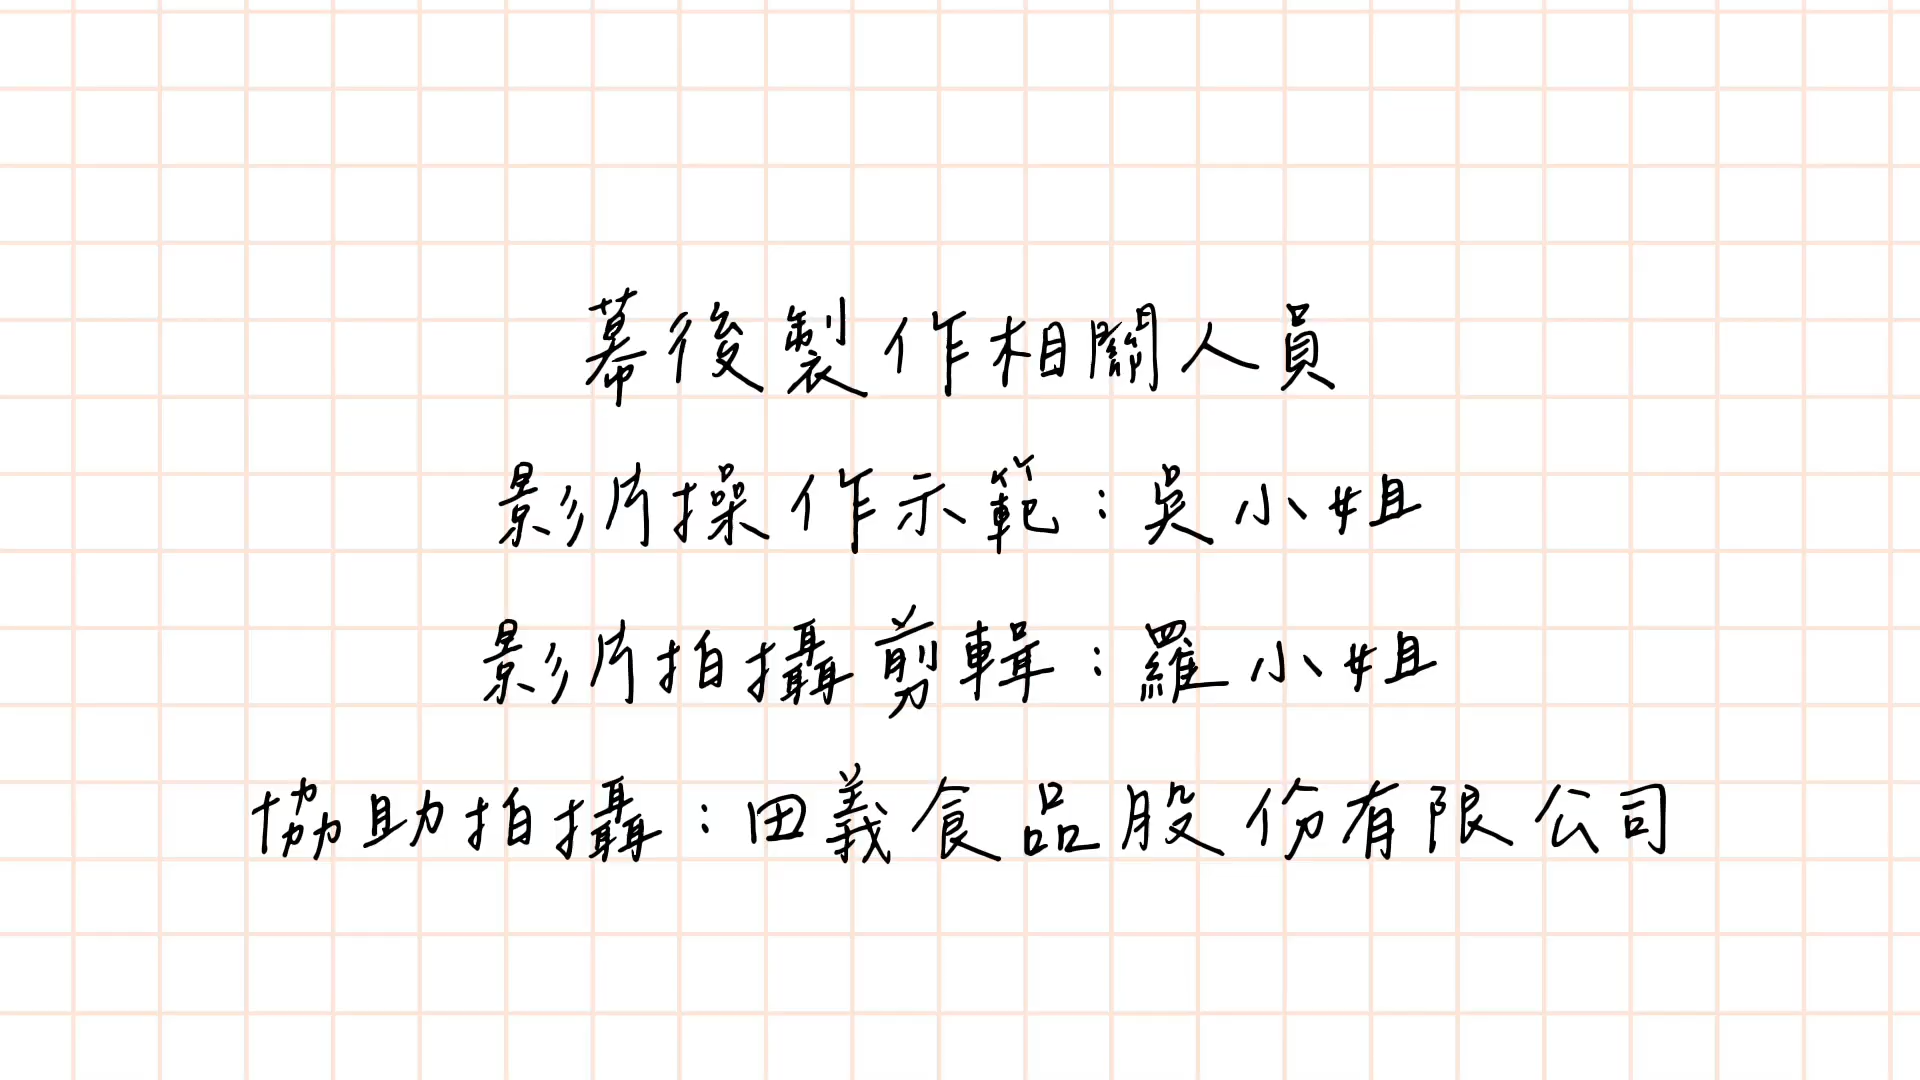 幕後製作相關人員
影片操作示範:吳小姐
影片拍攝剪輯:羅小姐
協助拍攝:田義食品股份有限公司